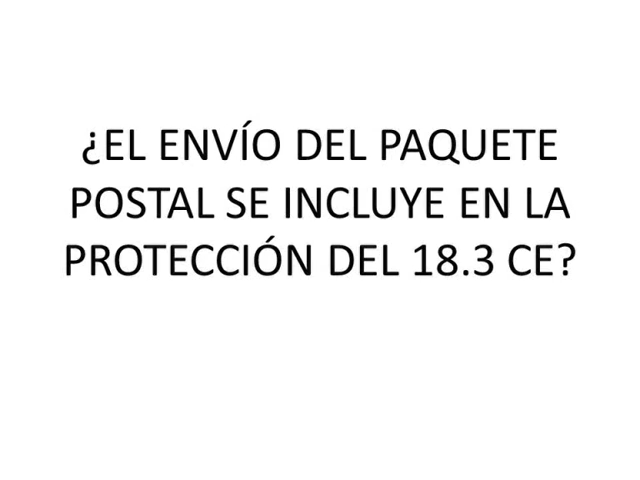 ¿EL ENVÍO DEL PAQUETE
POSTAL SE INCLUYE EN LA
PROTECCIÓN DEL 18.3 CE?